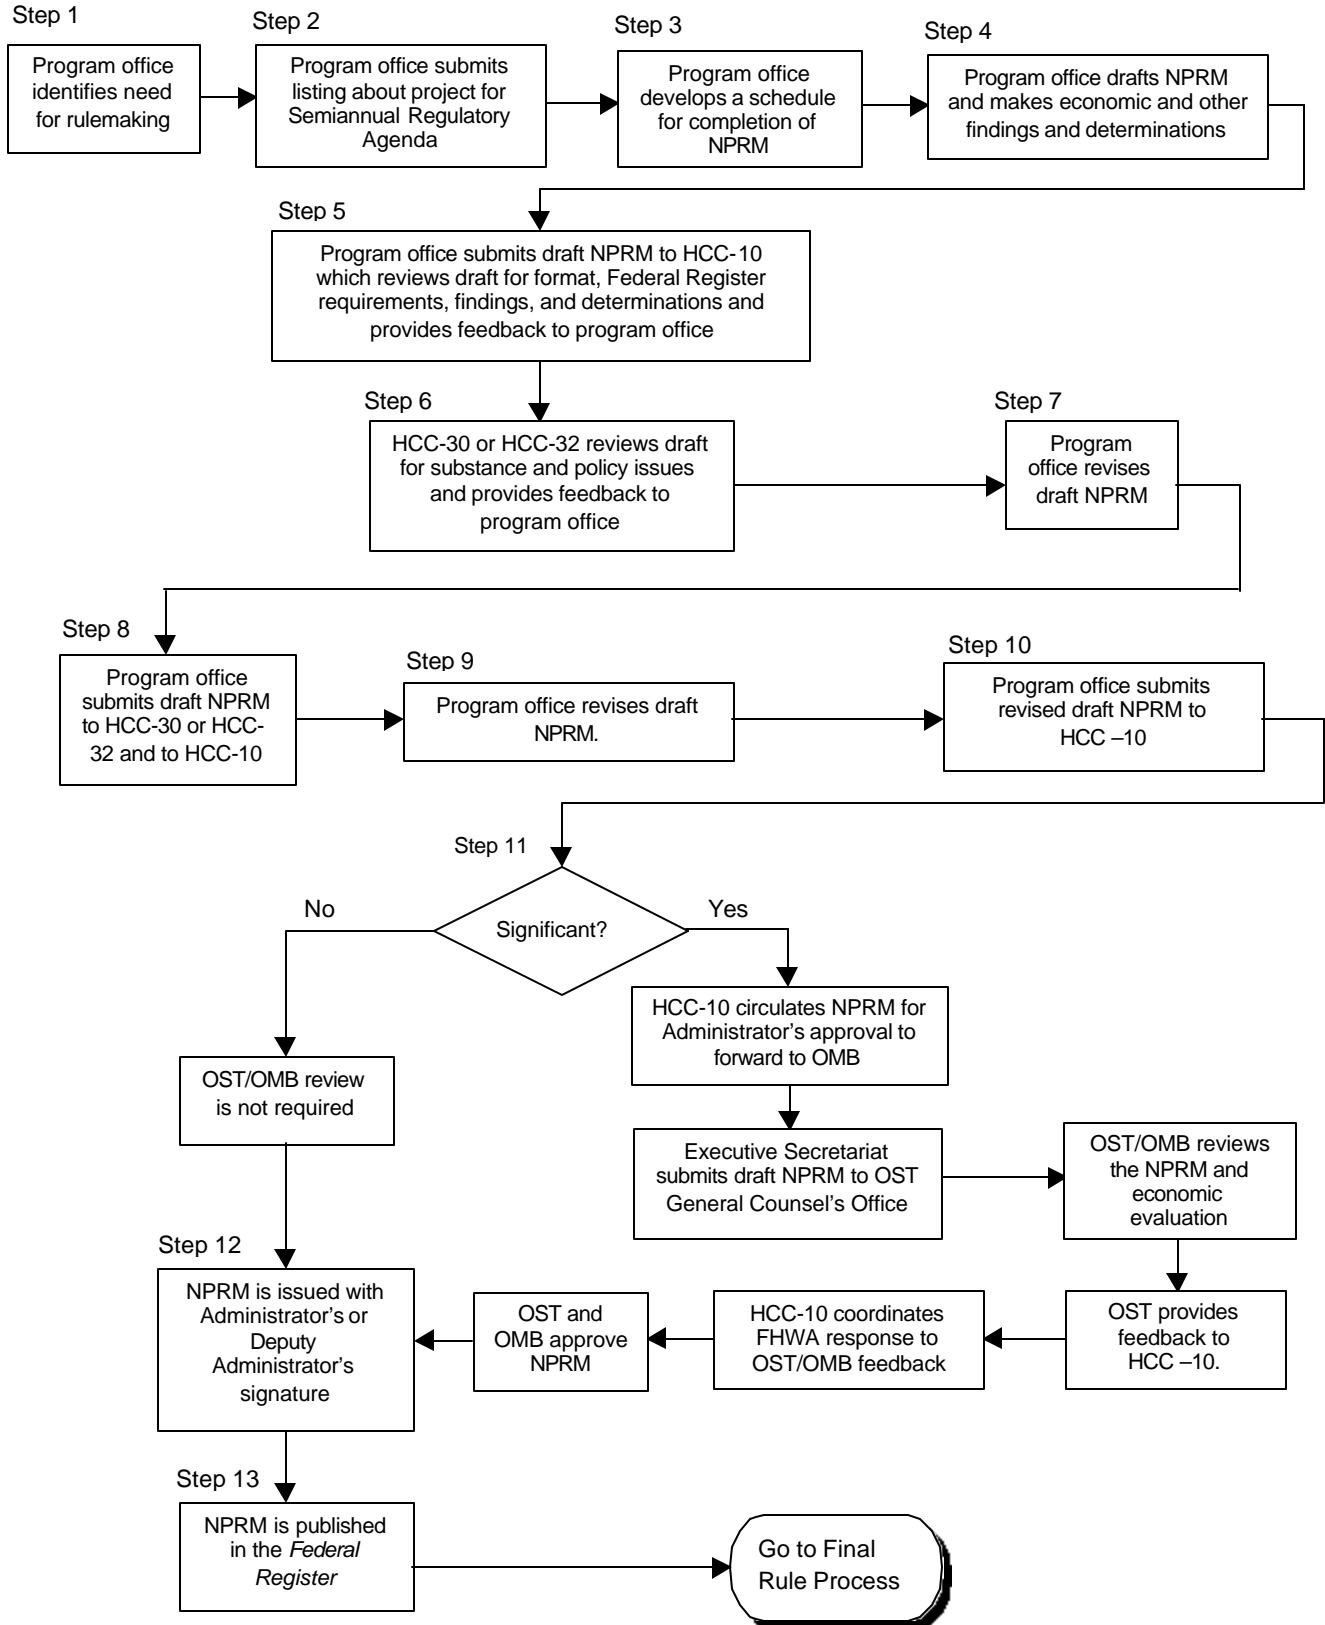 Step 1
Program office
identifies need
for rulemaking
Step 2
Program office submits
listing about project for
Semiannual Regulatory
Agenda
Step 3
Program office
develops a schedule
for completion of
NPRM
Step 4
Program office drafts NPRM
and makes economic and other
findings and determinations
Step 5
Program office submits draft NPRM to HCC-10
which reviews draft for format, Federal Register
requirements, findings, and determinations and
provides feedback to program office
Step 6
HCC-30 or HCC-32 reviews draft
for substance and policy issues
and provides feedback to
program office
Step 7
Program
office revises
draft NPRM
Step 8
Program office
submits draft NPRM
to HCC-30 or HCC-
32 and to HCC-10
Step 9
Program office revises draft
NPRM.
Step 10
Program office submits
revised draft NPRM to
HCC –10
Step 11
Significant?
No
Yes
OST/OMB review
is not required
HCC-10 circulates NPRM for
Administrator's approval to
forward to OMB
Executive Secretariat
submits draft NPRM to OST
General Counsel's Office
OST/OMB reviews
the NPRM and
economic
evaluation
OST provides
feedback to
HCC –10.
HCC-10 coordinates
FHWA response to
OST/OMB feedback
OST and
OMB approve
NPRM
Step 12
NPRM is issued with
Administrator's or
Deputy
Administrator's
signature
Step 13
NPRM is published
in the Federal
Register
Go to Final
Rule Process